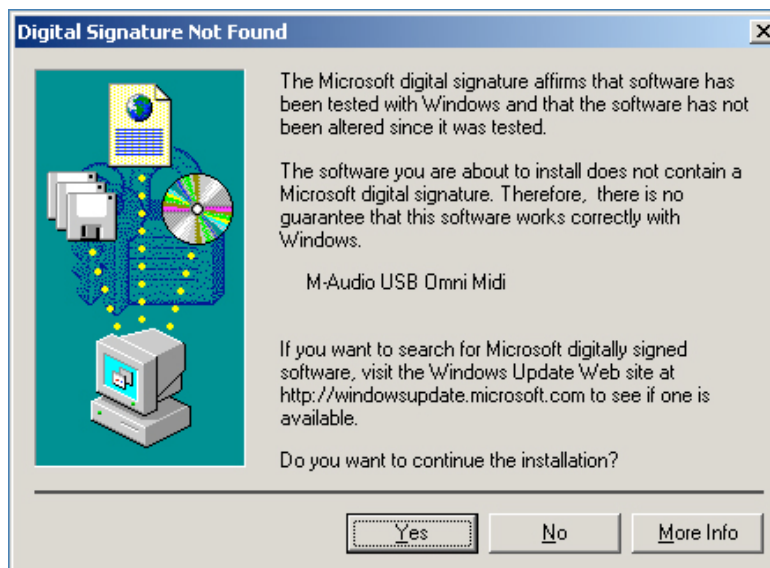 Digital Signature Not Found
The Microsoft digital signature affirms that software has
been tested with Windows and that the software has not
been altered since it was tested.
The software you are about to install does not contain a
Microsoft digital signature. Therefore,  there is no
guarantee that this software works correctly with
Windows.
M-Audio USB Omni Midi
If you want to search for Microsoft digitally signed
software, visit the Windows Update Web site at
http://windowsupdate.microsoft.com to see if one is
available.
Do you want to continue the installation?
Yes No More Info